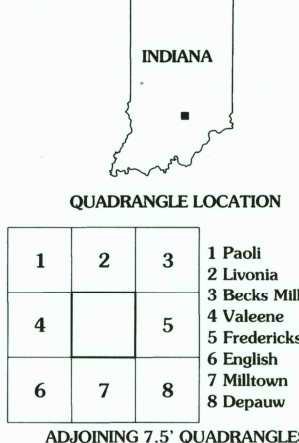 INDIANA
QUADRANGLE LOCATION
1 2 3
4 5
6 7 8
1 Paoli
2 Livonia
3 Becks Mill
4 Valeene
5 Fredericks
6 English
7 Milltown
8 Depauw
ADJOINING 7.5' QUADRANGLES